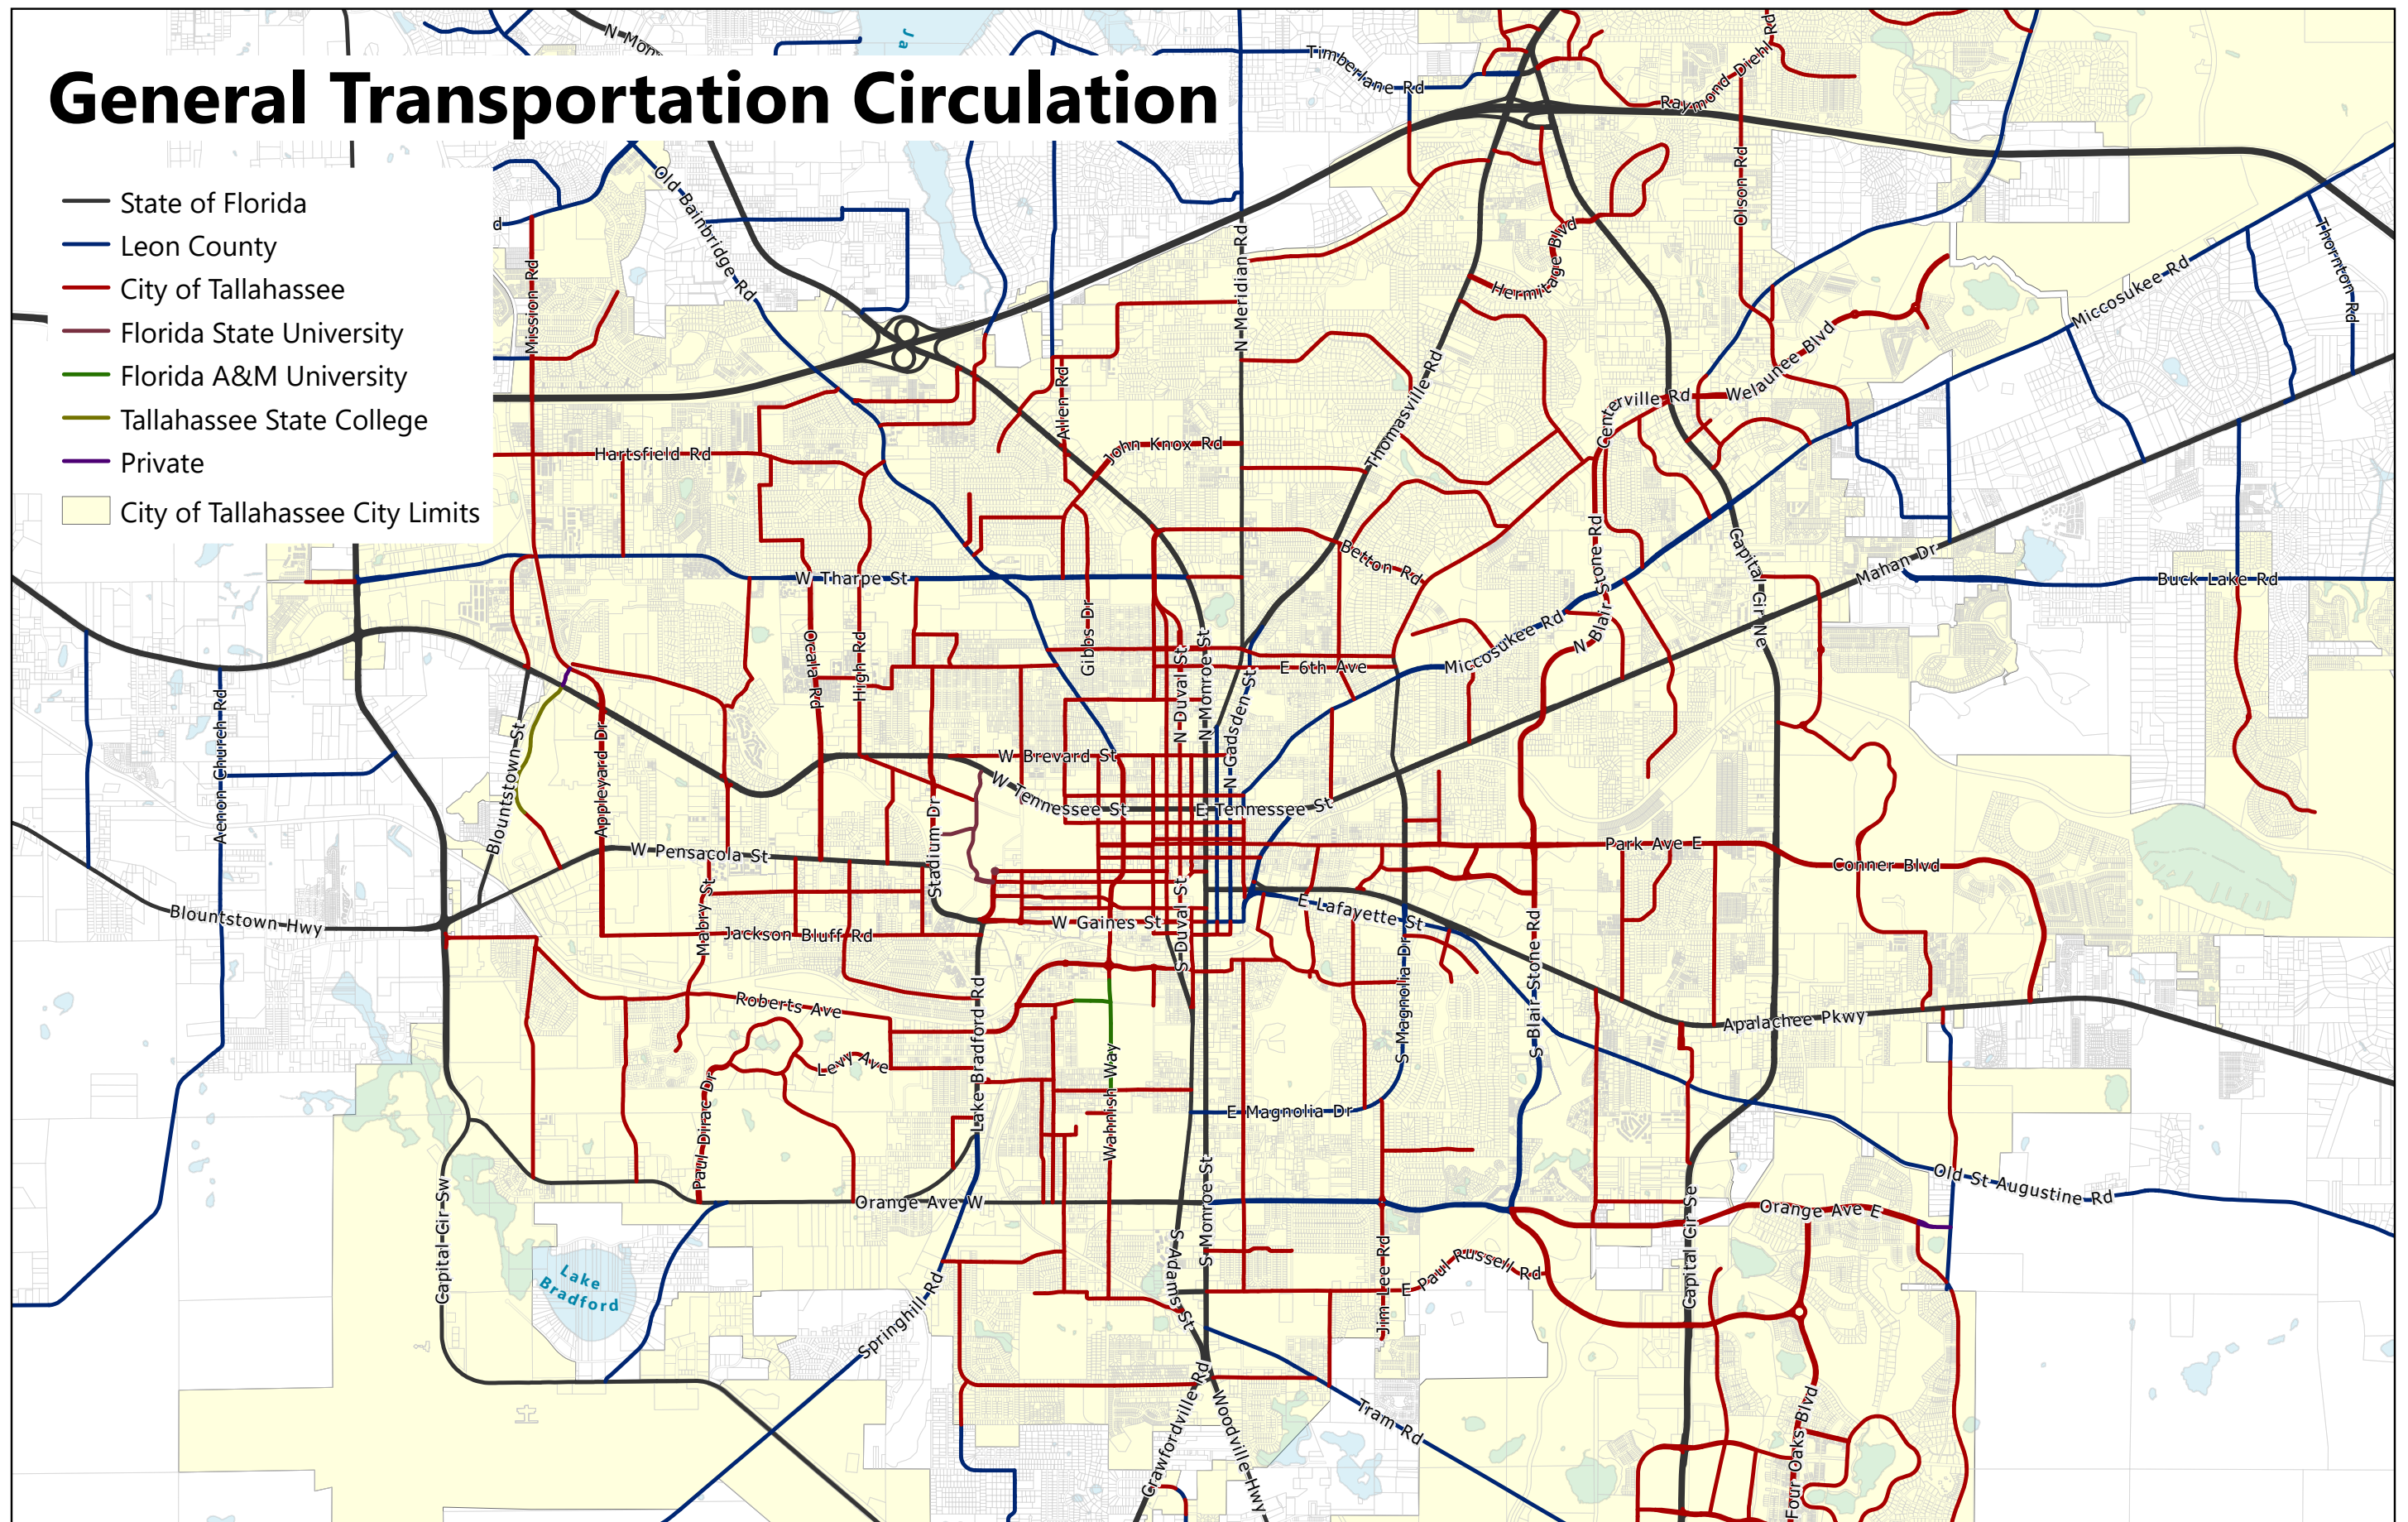 General Transportation Circulation
State of Florida
Leon County
City of Tallahassee
Florida State University
Florida A&M University
Tallahassee State College
Private
City of Tallahassee City Limits
N Mon
Ja
Timberlane Rd
Raymond Diehl Rd
Old Bainbridge Rd
d
Mission Rd
N Meridian Rd
Hermitage Blvd
Olson Rd
Thornton Rd
Miccosukee Rd
Welaunee Blvd
Centerville Rd
Thomasville Rd
Allen Rd
John Knox Rd
Hartsfield Rd
W Tharpe St
Betton Rd
N Blair Stone Rd
Capital Cir Ne
Mahan Dr
Buck Lake Rd
Ocala Rd
High Rd
Gibbs Dr
N Duval St
N Monroe St
N Gadsden St
E 6th Ave
Miccosukee Rd
Aenon Church Rd
Blountstown St
Appleyard Dr
W Brevard St
W Tennessee St
E Tennessee St
Stadium Dr
W Pensacola St
Park Ave E
Conner Blvd
Blountstown Hwy
Mabry St
Jackson Bluff Rd
W Gaines St
S Duval St
E Lafayette St
S Magnolia Dr
S Blair Stone Rd
Roberts Ave
Levy Ave
Lake Bradford Rd
Wahnish Way
Apalachee Pkwy
E Magnolia Dr
Paul Dirac Dr
Orange Ave W
Old St Augustine Rd
Orange Ave E
Capital Cir Sw
Lake
Bradford
Springhill Rd
S Adams St
S Monroe St
Jim Lee Rd
E Paul Russell Rd
Capital Cir Se
Crawfordville Rd
Woodville Hwy
Tram Rd
Four Oaks Blvd